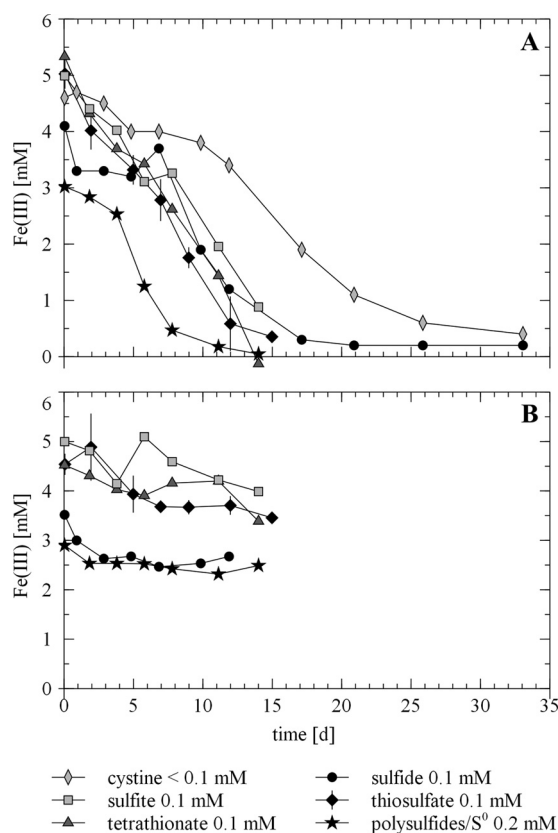 A
6
5
4
3
2
1
0
Fe(III) [mM]
B
6
5
4
3
2
1
0
Fe(III) [mM]
0 5 10 15 20 25 30 35
time [d]
cystine < 0.1 mM
sulfite 0.1 mM
tetrathionate 0.1 mM
sulfide 0.1 mM
thiosulfate 0.1 mM
polysulfides/S⁰ 0.2 mM